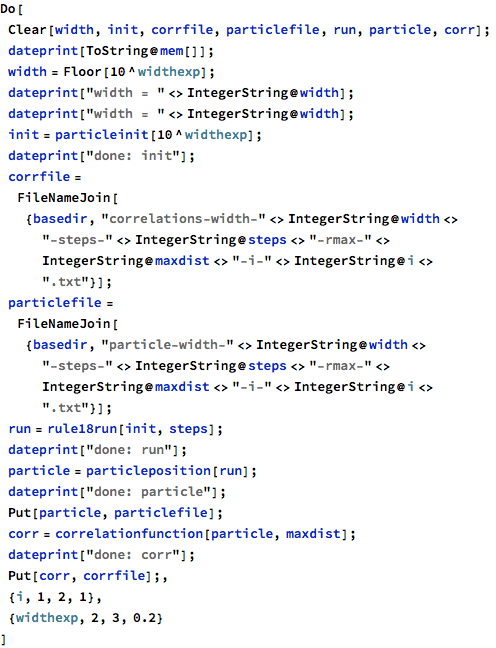 Do[
Clear[width, init, corrfile, particlefile, run, particle, corr];
dateprint[ToString@mem[]];
width = Floor[10^widthexp];
dateprint["width = " <> IntegerString@width];
dateprint["width = " <> IntegerString@width];
init = particleinit[10^widthexp];
dateprint["done: init"];
corrfile =
FileNameJoin[
{basedir, "correlations-width-" <> IntegerString@width <>
"-steps-" <> IntegerString@steps <> "-rmax-" <>
IntegerString@maxdist <> "-i-" <> IntegerString@i <>
".txt"}];
particlefile =
FileNameJoin[
{basedir, "particle-width-" <> IntegerString@width <>
"-steps-" <> IntegerString@steps <> "-rmax-" <>
IntegerString@maxdist <> "-i-" <> IntegerString@i <>
".txt"}];
run = rule18run[init, steps];
dateprint["done: run"];
particle = particleposition[run];
dateprint["done: particle"];
Put[particle, particlefile];
corr = correlationfunction[particle, maxdist];
dateprint["done: corr"];
Put[corr, corrfile];,
{i, 1, 2, 1},
{widthexp, 2, 3, 0.2}
]